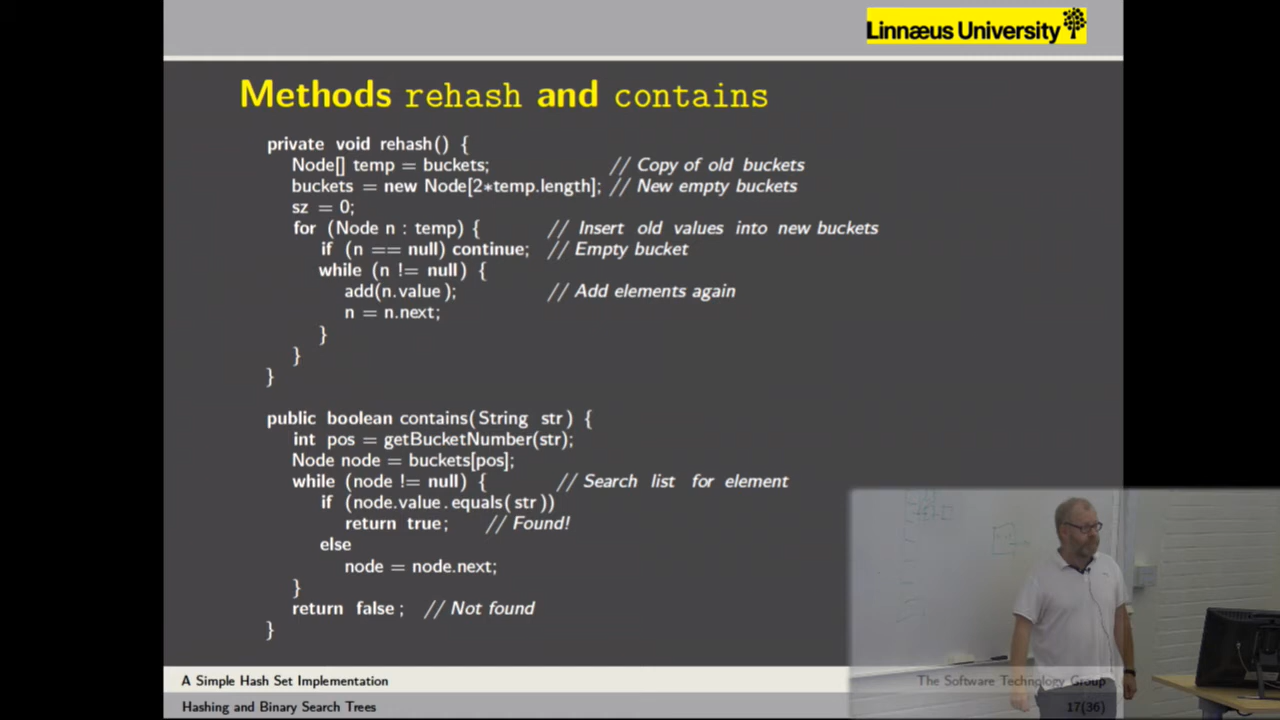 Linnæus University
Methods rehash and contains
private void rehash() {
Node[] temp = buckets; // Copy of old buckets
buckets = new Node[2*temp.length]; // New empty buckets
sz = 0;
for (Node n : temp) { // Insert old values into new buckets
if (n == null) continue; // Empty bucket
while (n != null) {
add(n.value); // Add elements again
n = n.next;
}
}
}
public boolean contains(String str) {
int pos = getBucketNumber(str);
Node node = buckets[pos];
while (node != null) { // Search list for element
if (node.value.equals(str))
return true; // Found!
else
node = node.next;
}
return false; // Not found
}
A Simple Hash Set Implementation The Software Technology Group
Hashing and Binary Search Trees 17(36)